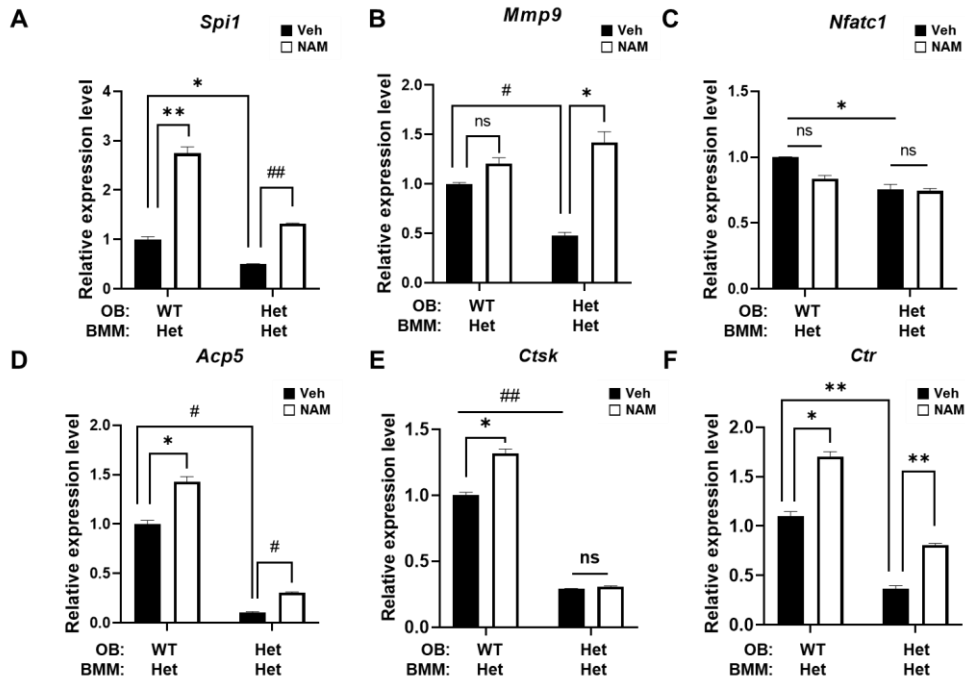 A
Spi1
Veh
NAM
Relative expression level
5
4
3
2
1
0
*
**
##
OB: WT Het
BMM: Het Het
B
Mmp9
Veh
NAM
Relative expression level
2.0
1.5
1.0
0.5
0.0
#
ns
*
OB: WT Het
BMM: Het Het
C
Nfatc1
Veh
NAM
Relative expression level
1.5
1.0
0.5
0.0
*
ns
ns
OB: WT Het
BMM: Het Het
D
Acp5
Veh
NAM
Relative expression level
2.0
1.5
1.0
0.5
0.0
#
*
#
OB: WT Het
BMM: Het Het
E
Ctsk
Veh
NAM
Relative expression level
1.5
1.0
0.5
0.0
##
*
ns
OB: WT Het
BMM: Het Het
F
Ctr
Veh
NAM
Relative expression level
2.0
1.5
1.0
0.5
0.0
**
*
**
OB: WT Het
BMM: Het Het